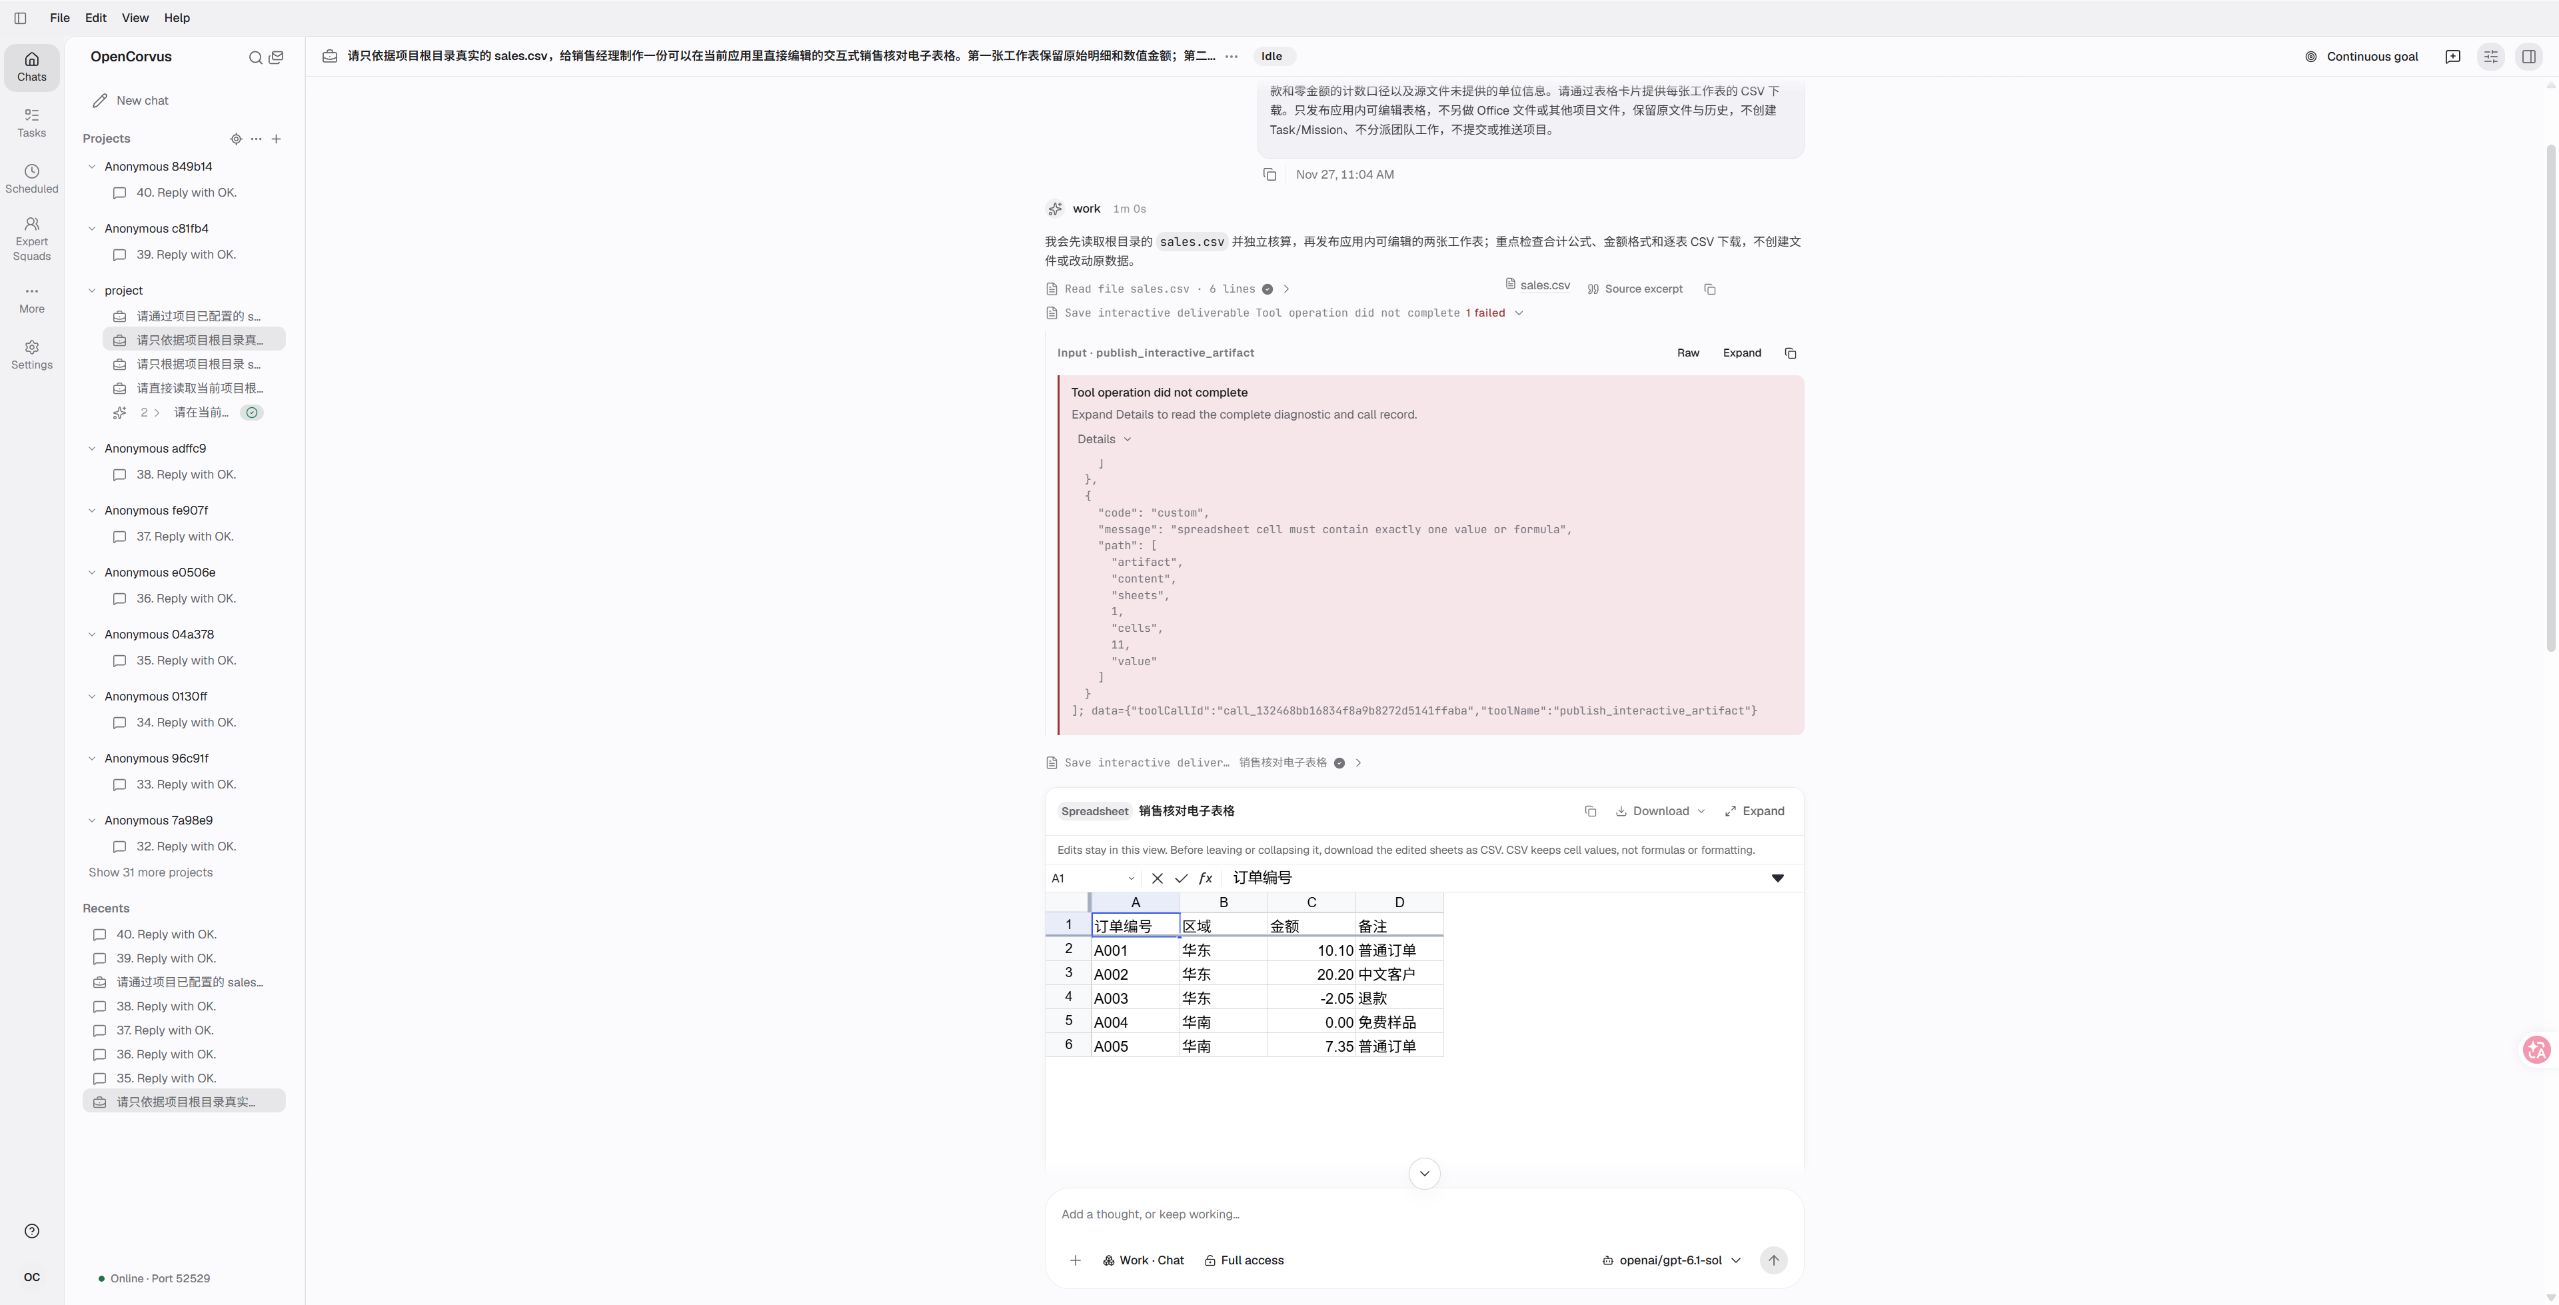 File Edit View Help
Chats
Tasks
Scheduled
Expert
Squads
More
Settings
OC
OpenCorvus
New chat
Projects
Anonymous 849b14
40. Reply with OK.
Anonymous c81fb4
39. Reply with OK.
project
请通过项目已配置的 s...
请只依据项目根目录真...
请只根据项目根目录 s...
请直接读取当前项目根...
2 请在当前...
Anonymous adffc9
38. Reply with OK.
Anonymous fe907f
37. Reply with OK.
Anonymous e0506e
36. Reply with OK.
Anonymous 04a378
35. Reply with OK.
Anonymous 0130ff
34. Reply with OK.
Anonymous 96c91f
33. Reply with OK.
Anonymous 7a98e9
32. Reply with OK.
Show 31 more projects
Recents
40. Reply with OK.
39. Reply with OK.
请通过项目已配置的 sales...
38. Reply with OK.
37. Reply with OK.
36. Reply with OK.
35. Reply with OK.
请只依据项目根目录真实...
Online · Port 52529
请只依据项目根目录真实的 sales.csv，给销售经理制作一份可以在当前应用里直接编辑的交互式销售核对电子表格。第一张工作表保留原始明细和数值金额；第二... Idle
Continuous goal
款和零金额的计数口径以及源文件未提供的单位信息。请通过表格卡片提供每张工作表的 CSV 下
载。只发布应用内可编辑表格，不另做 Office 文件或其他项目文件，保留原文件与历史，不创建
Task/Mission、不分派团队工作，不提交或推送项目。
Nov 27, 11:04 AM
work 1m 0s
我会先读取根目录的 sales.csv 并独立核算，再发布应用内可编辑的两张工作表；重点检查合计公式、金额格式和逐表 CSV 下载，不创建文
件或改动原数据。
Read file sales.csv · 6 lines sales.csv Source excerpt
Save interactive deliverable Tool operation did not complete 1 failed
Input · publish_interactive_artifact Raw Expand
Tool operation did not complete
Expand Details to read the complete diagnostic and call record.
Details
]
},
{
"code": "custom",
"message": "spreadsheet cell must contain exactly one value or formula",
"path": [
"artifact",
"content",
"sheets",
1,
"cells",
11,
"value"
]
}
]; data={"toolCallId":"call_132468bb16834f8a9b8272d5141ffaba","toolName":"publish_interactive_artifact"}
Save interactive deliver... 销售核对电子表格
Spreadsheet 销售核对电子表格 Download Expand
Edits stay in this view. Before leaving or collapsing it, download the edited sheets as CSV. CSV keeps cell values, not formulas or formatting.
A1 fx 订单编号
A B C D
1 订单编号 区域 金额 备注
2 A001 华东 10.10 普通订单
3 A002 华东 20.20 中文客户
4 A003 华东 -2.05 退款
5 A004 华南 0.00 免费样品
6 A005 华南 7.35 普通订单
Add a thought, or keep working...
Work · Chat Full access openai/gpt-6.1-sol